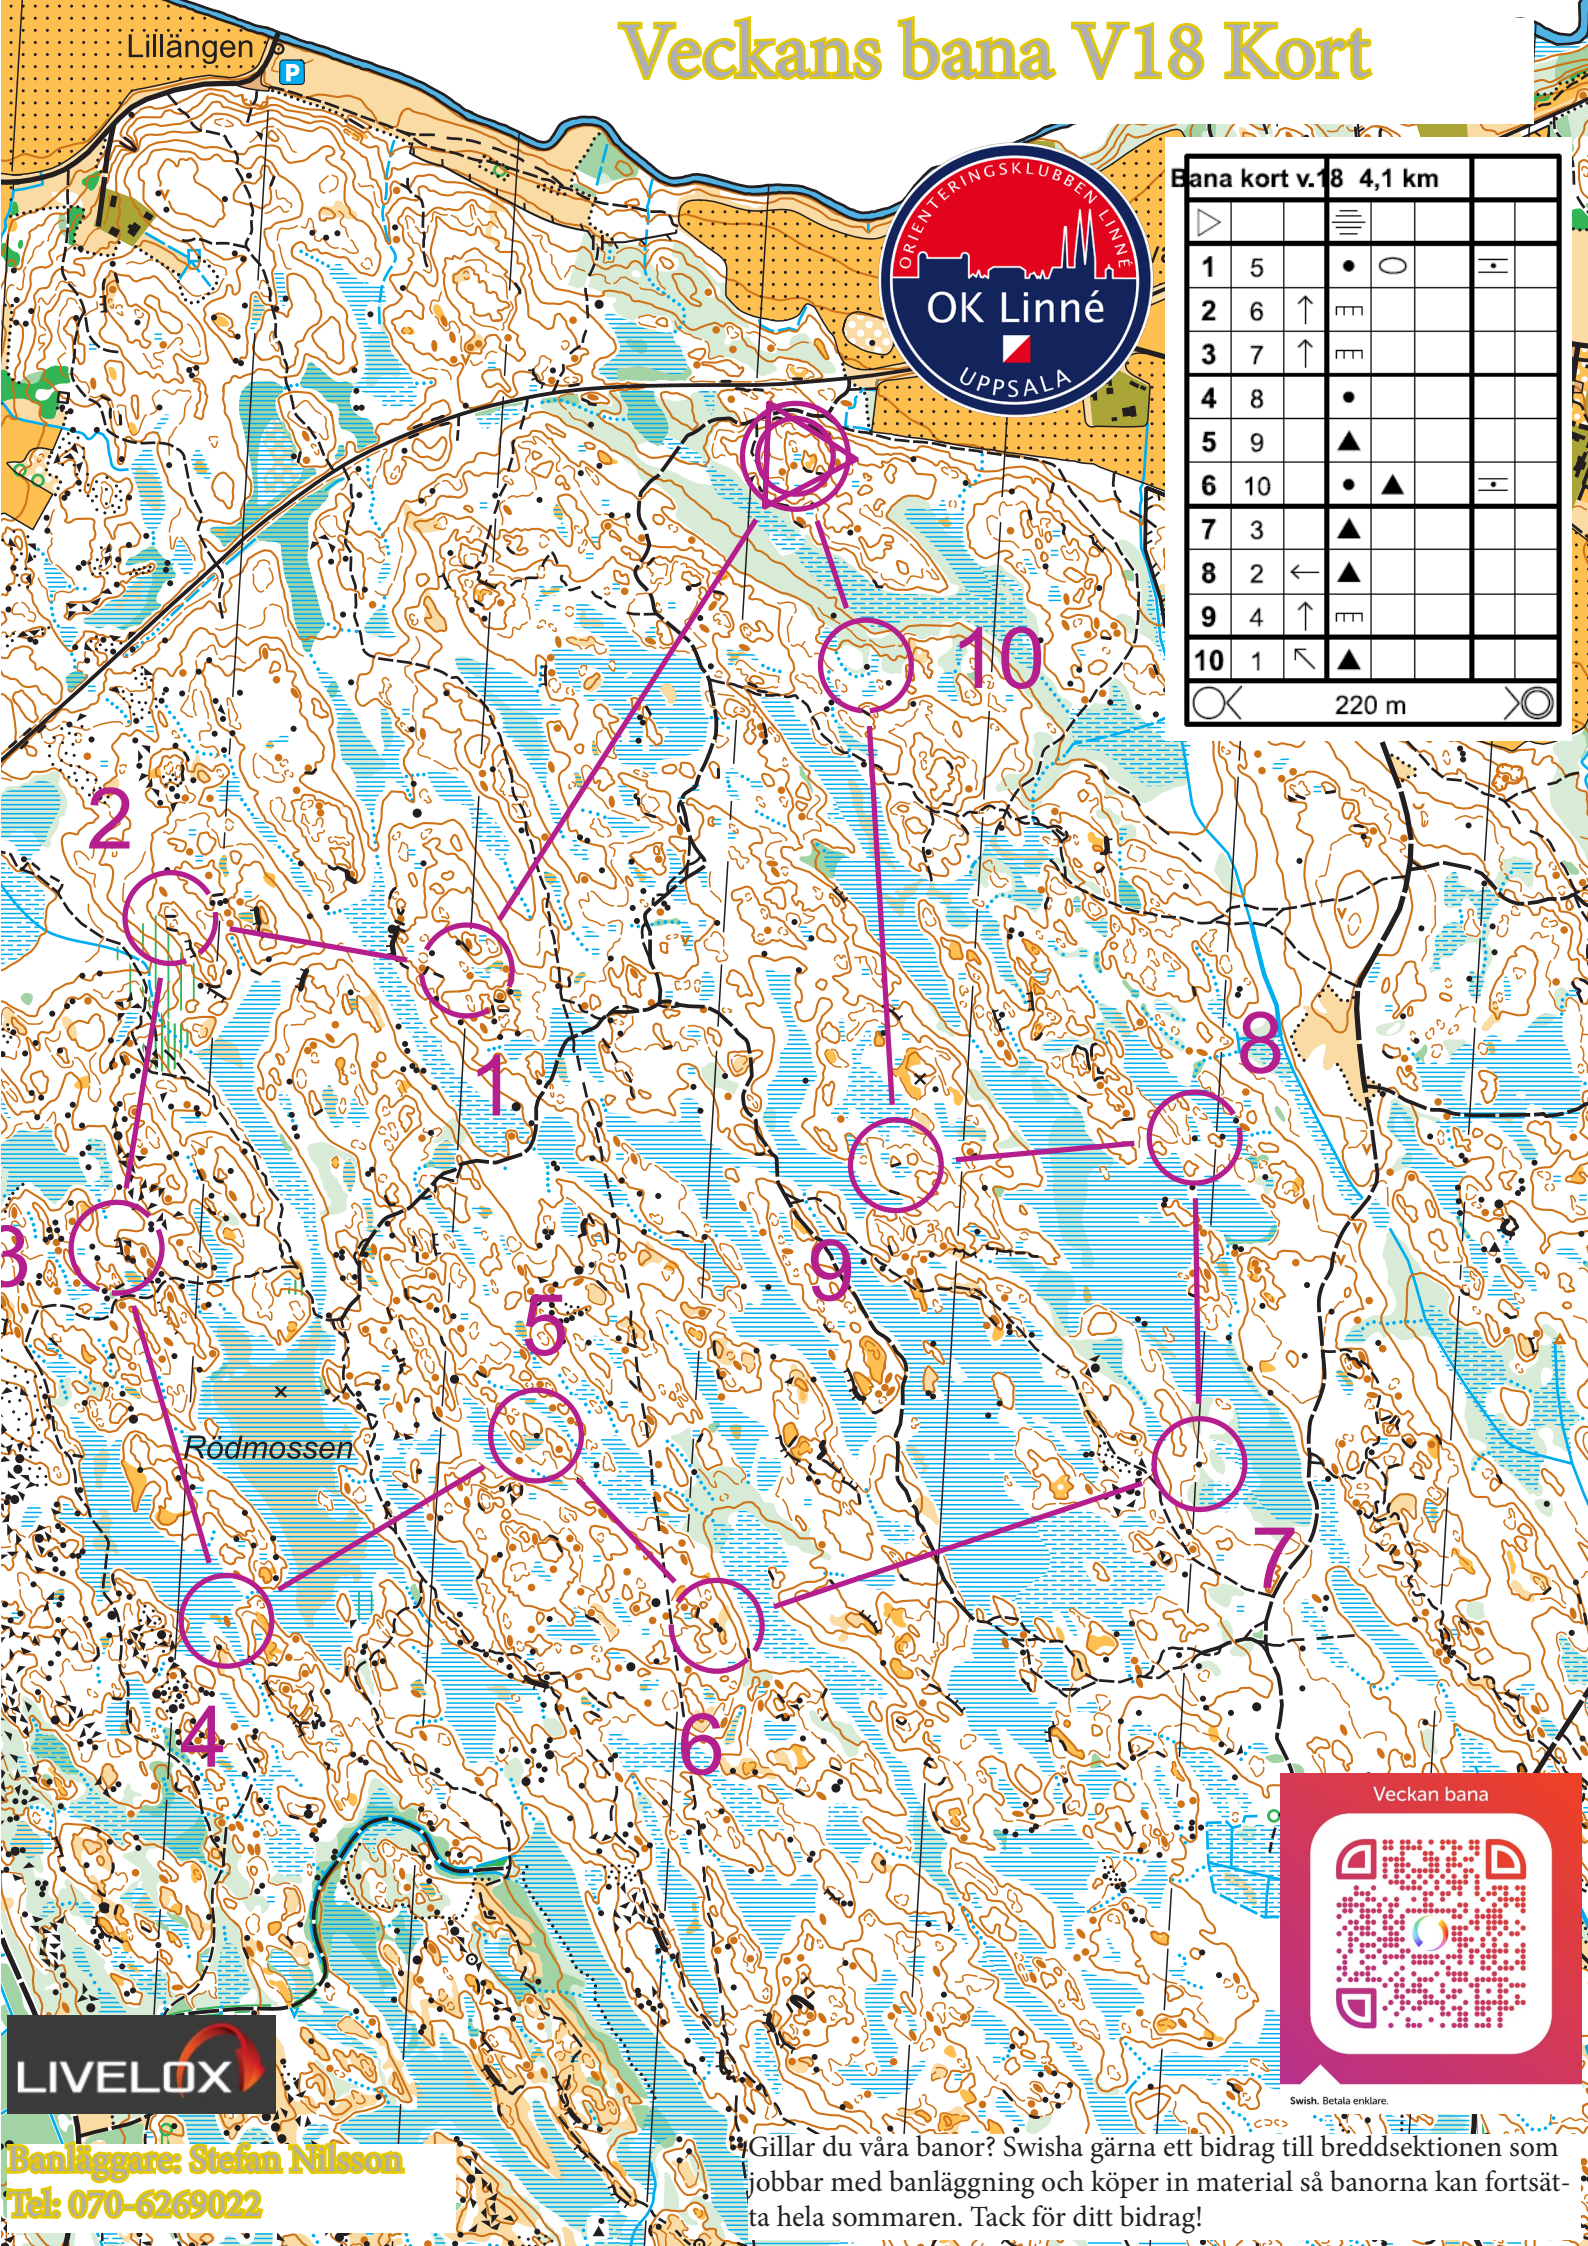 Lillängen
P
Veckans bana V18 Kort
ORIENTERINGSKLUBBEN LINNÉ
OK Linné
UPPSALA
Bana kort v.18 4,1 km
1 5
2 6
3 7
4 8
5 9
6 10
7 3
8 2
9 4
10 1
220 m
10
2
1
8
3
9
5
Rödmossen
7
4
6
Veckan bana
Swish. Betala enklare.
LIVELOX
Banläggare: Stefan Nilsson
Tel: 070-6269022
Gillar du våra banor? Swisha gärna ett bidrag till breddsektionen som
jobbar med banläggning och köper in material så banorna kan fortsät-
ta hela sommaren. Tack för ditt bidrag!